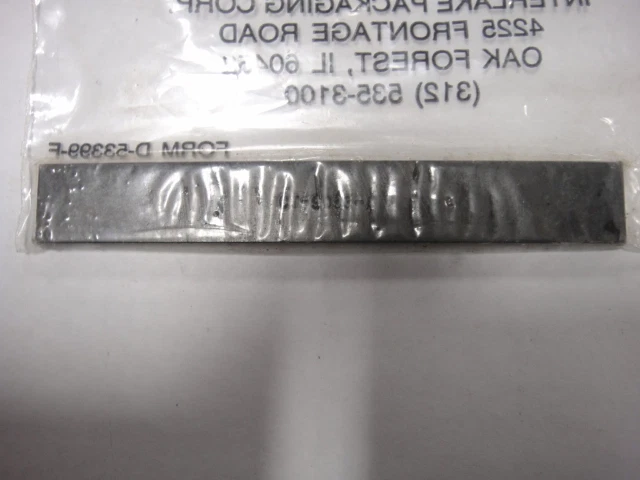 INTERLAKE PACKAGING CORP
4225 FRONTAGE ROAD
OAK FOREST, IL
(312) 535-3100
FORM D-53399-F